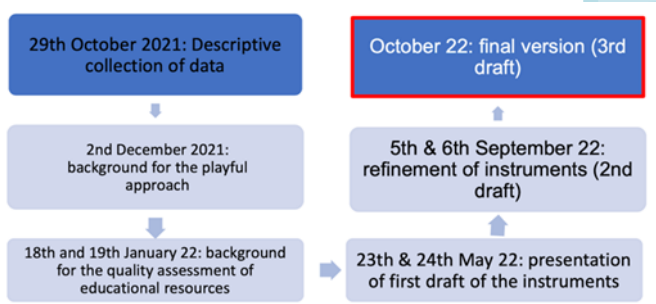 29th October 2021: Descriptive
collection of data
2nd December 2021:
background for the playful
approach
18th and 19th January 22: background
for the quality assessment of
educational resources
23th & 24th May 22: presentation
of first draft of the instruments
5th & 6th September 22:
refinement of instruments (2nd
draft)
October 22: final version (3rd
draft)